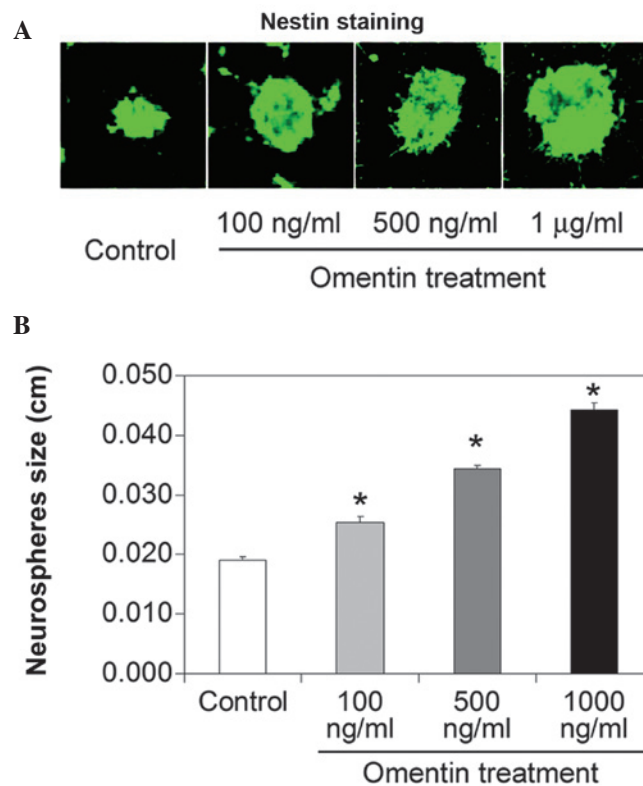 A
Nestin staining
Control
100 ng/ml 500 ng/ml 1 μg/ml
Omentin treatment
B
Neurospheres size (cm)
0.050
0.040
0.030
0.020
0.010
0.000
*
*
*
Control
100 ng/ml
500 ng/ml
1000 ng/ml
Omentin treatment